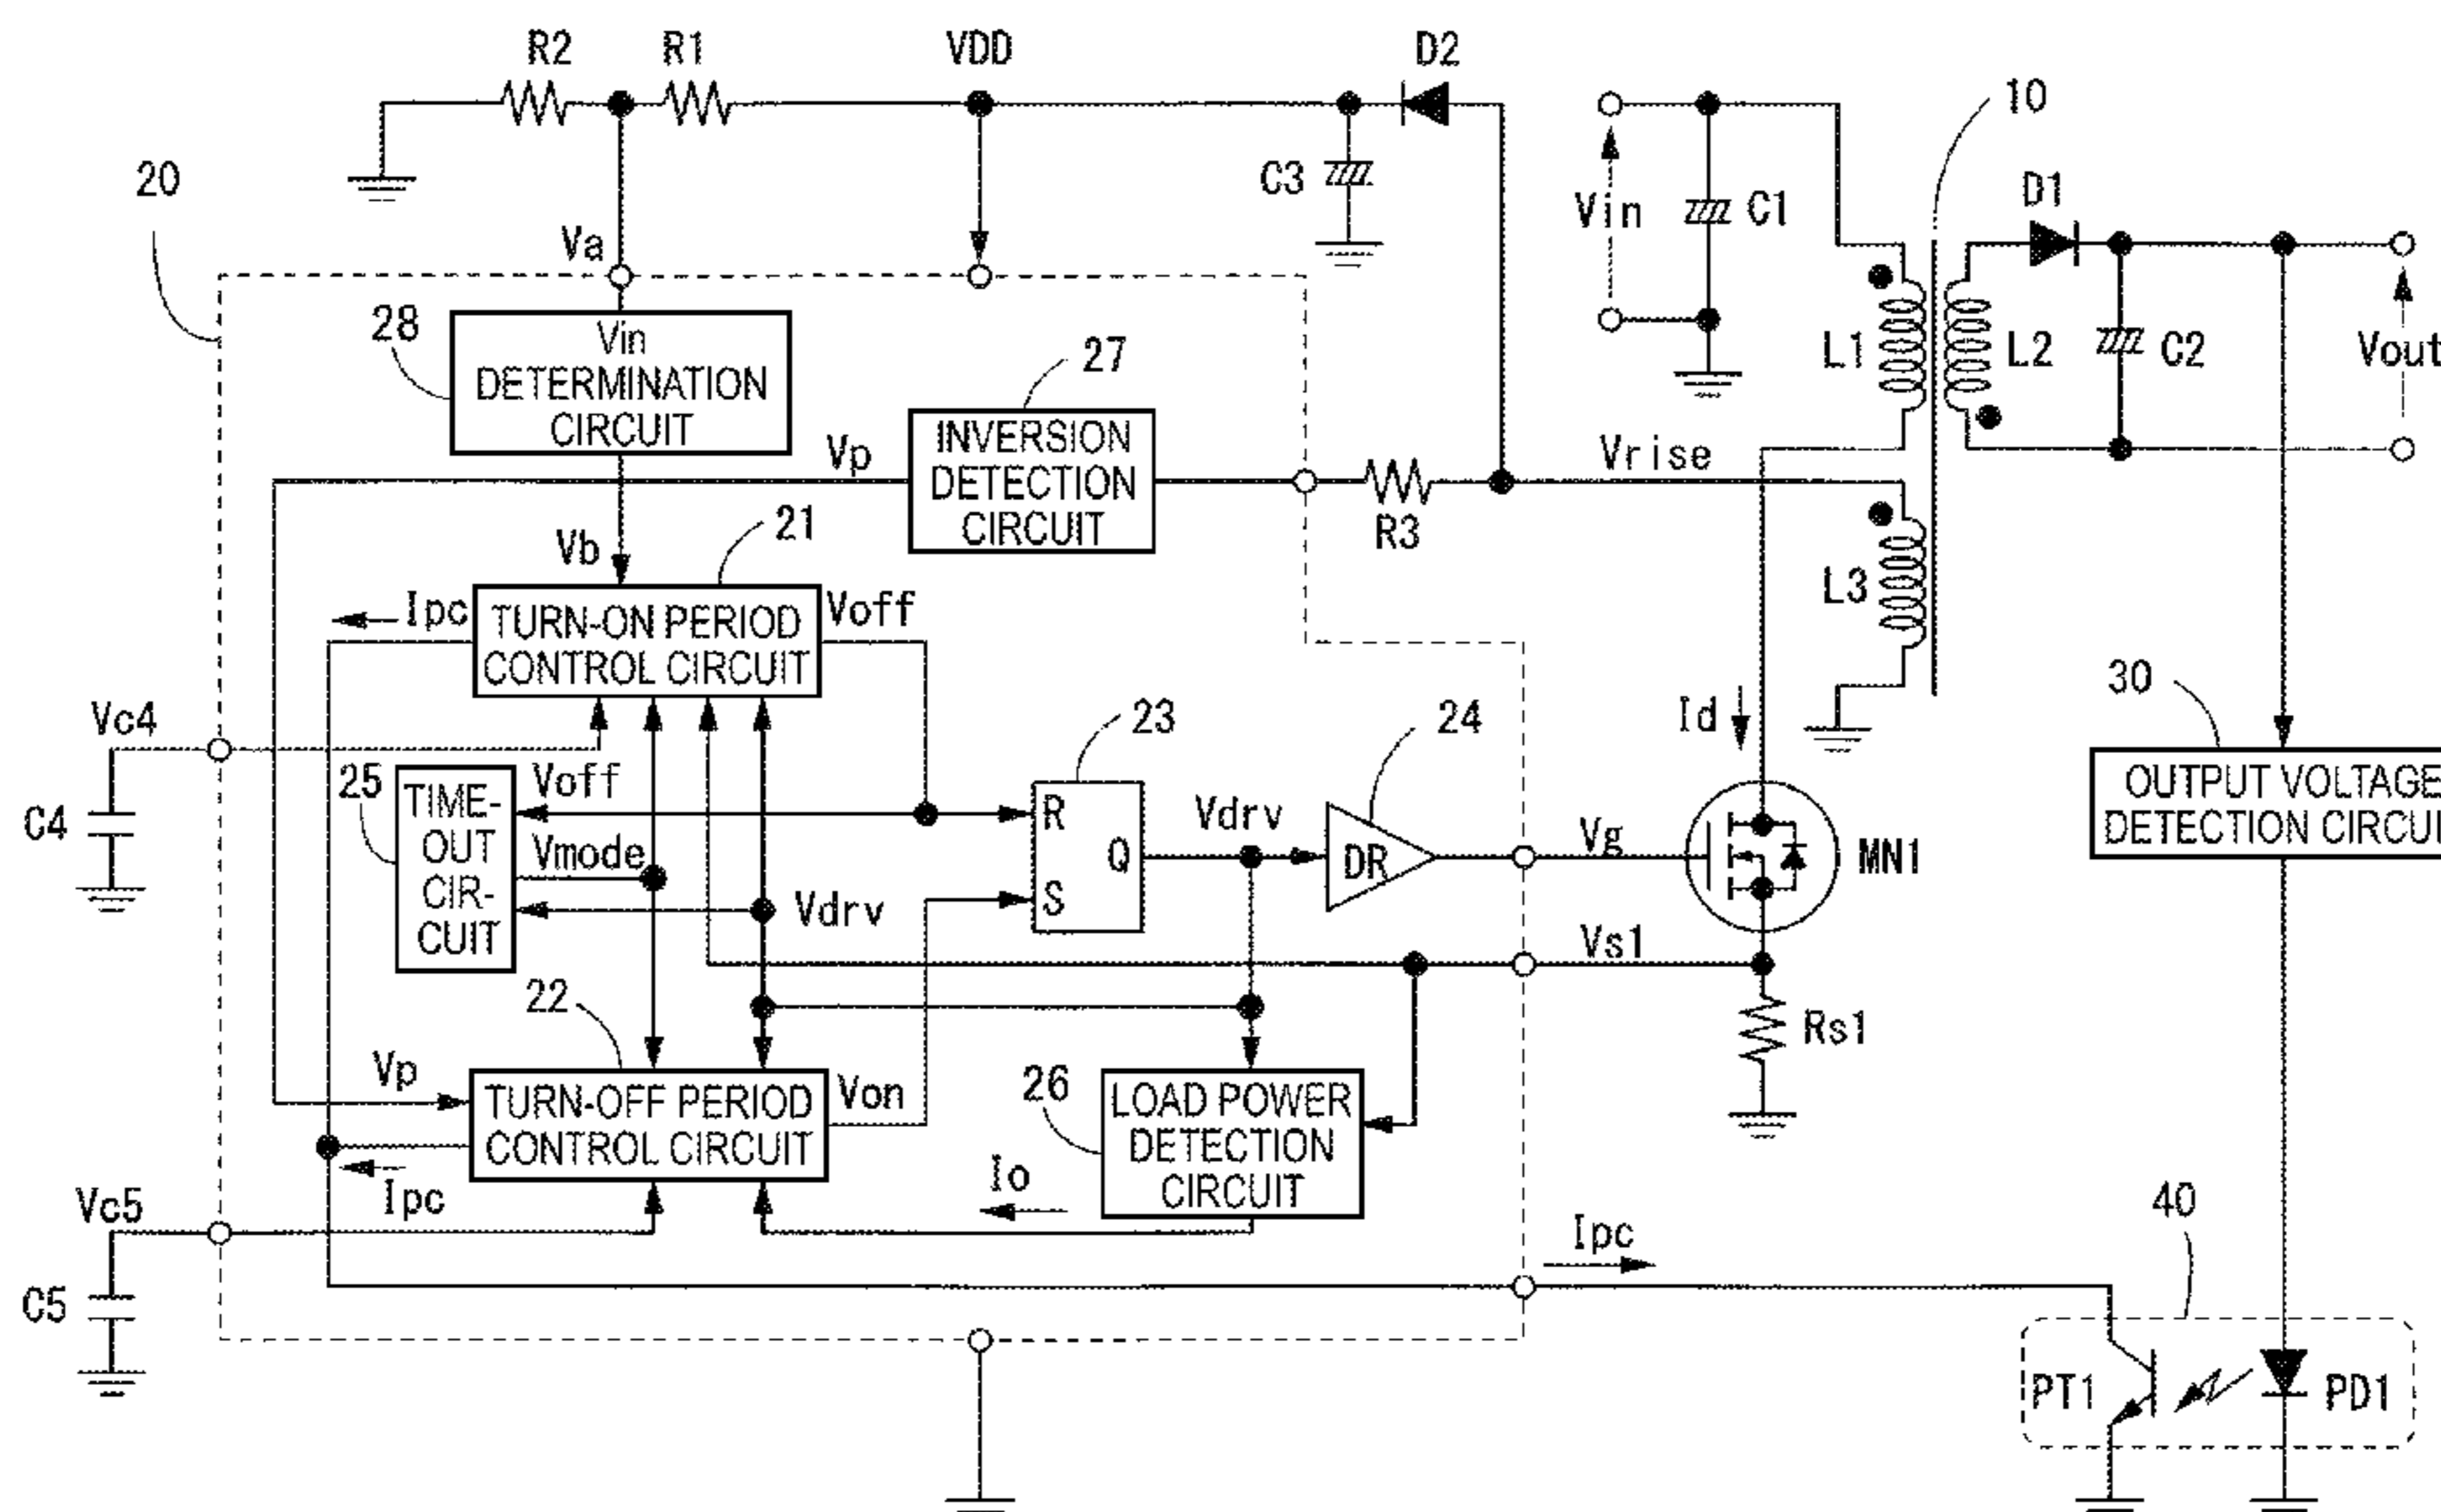 R2
R1
VDD
D2
10
20
C3
Vin
C1
D1
Va
28
Vin
DETERMINATION
CIRCUIT
27
L1
L2
C2
Vout
Vp
INVERSION
DETECTION
CIRCUIT
Vrise
R3
Vb
21
Ipc
TURN-ON PERIOD
CONTROL CIRCUIT
Voff
L3
Vc4
23
24
Id
30
C4
25
TIME-
OUT
CIR-
CUIT
Voff
Vmode
Vdrv
R
Q
S
Vdrv
DR
Vg
MN1
OUTPUT VOLTAGE
DETECTION
Vs1
22
Rs1
Vp
TURN-OFF PERIOD
CONTROL CIRCUIT
Von
26
LOAD POWER
DETECTION
CIRCUIT
Ipc
Io
Vc5
Ipc
40
C5
PT1
PD1